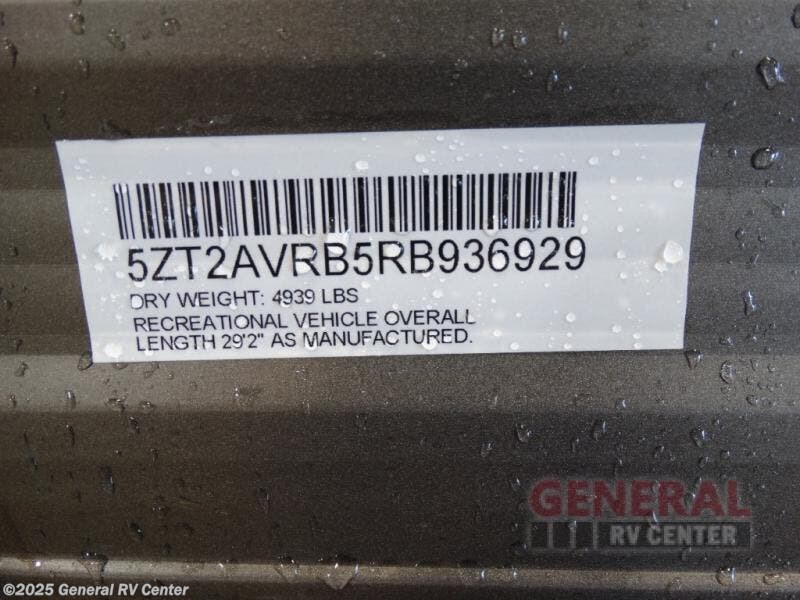 5ZT2AVRB5RB936929
DRY WEIGHT: 4939 LBS
RECREATIONAL VEHICLE OVERALL
LENGTH 29'2" AS MANUFACTURED.
GENERAL
RV CENTER
©2025 General RV Center